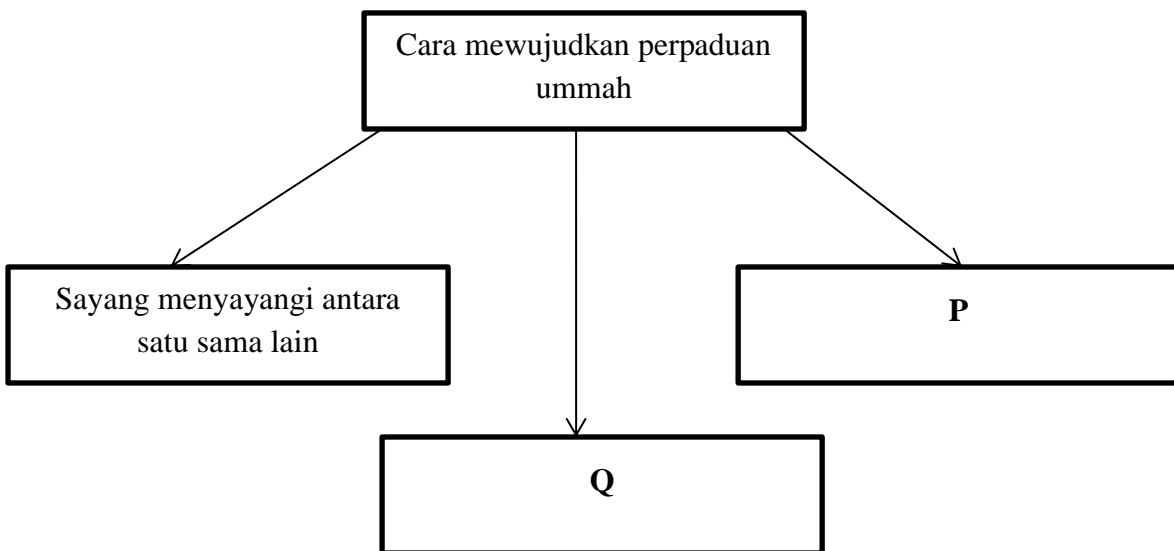 Cara mewujudkan perpaduan
ummah
Sayang menyayangi antara
satu sama lain
P
Q